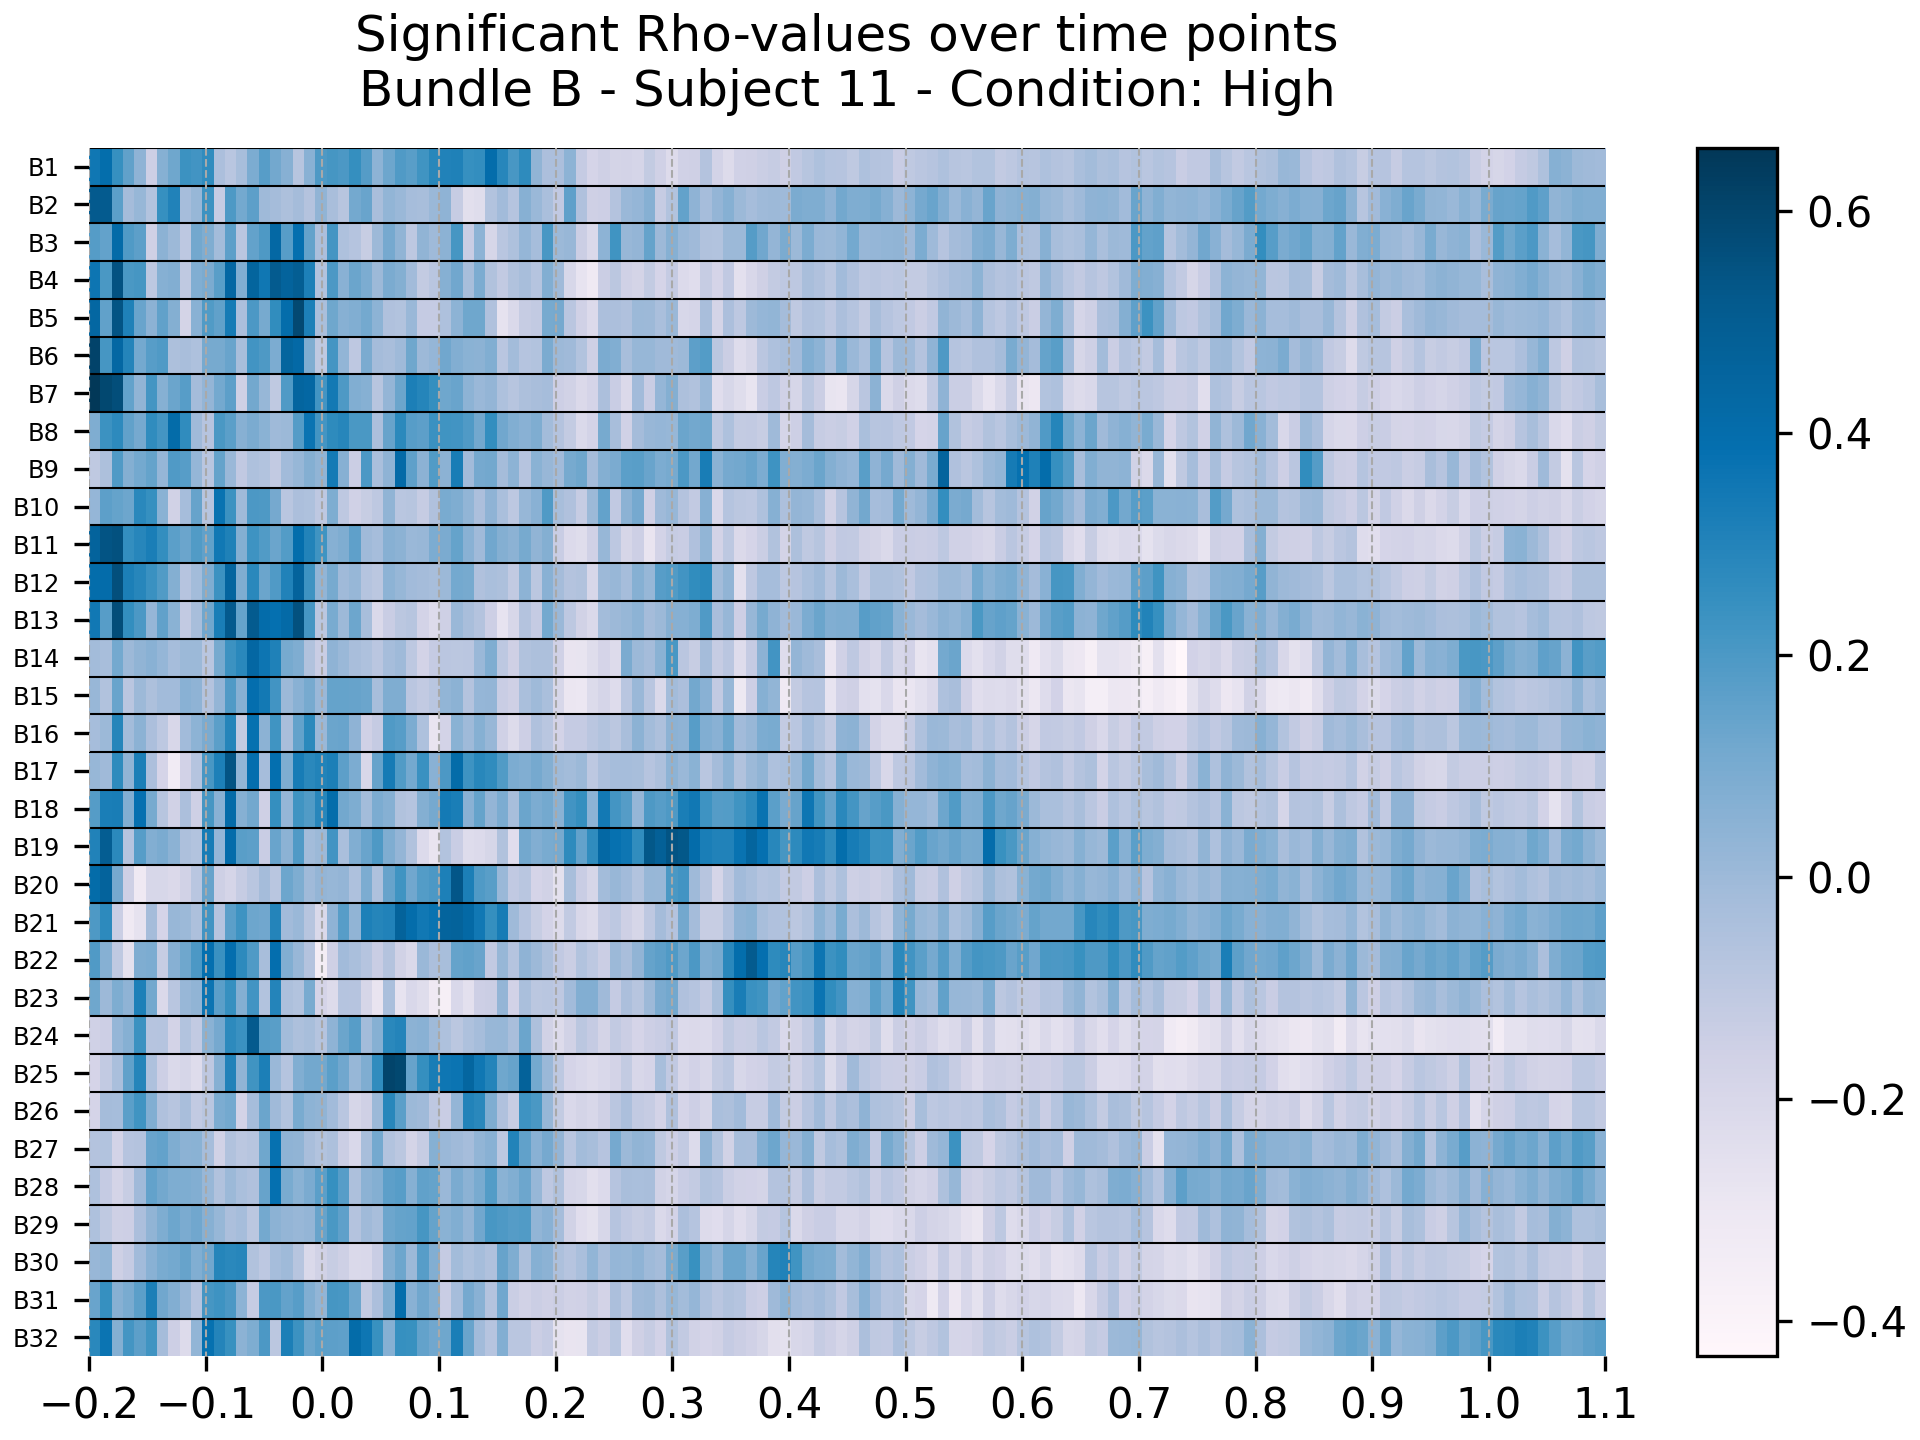 Significant Rho-values over time points
Bundle B - Subject 11 - Condition: High
B1
B2
B3
B4
B5
B6
B7
B8
B9
B10
B11
B12
B13
B14
B15
B16
B17
B18
B19
B20
B21
B22
B23
B24
B25
B26
B27
B28
B29
B30
B31
B32
−0.2 −0.1 0.0 0.1 0.2 0.3 0.4 0.5 0.6 0.7 0.8 0.9 1.0 1.1
0.6
0.4
0.2
0.0
−0.2
−0.4